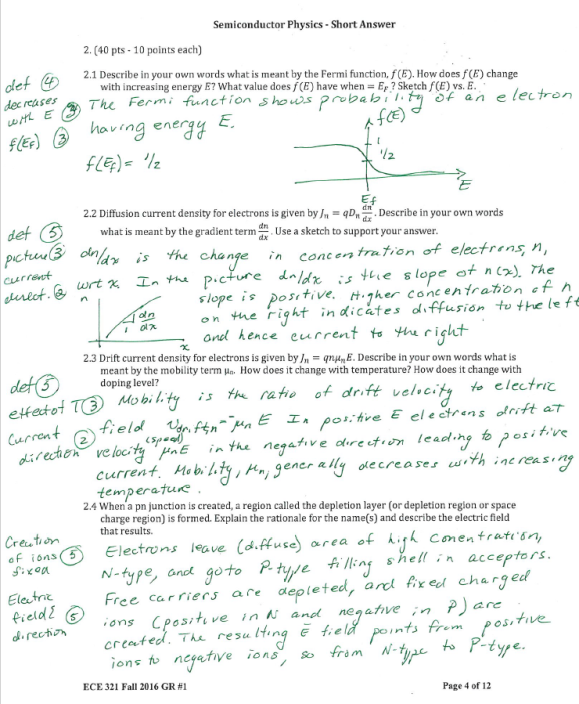 Semiconductor Physics - Short Answer
2. (40 pts - 10 points each)
2.1 Describe in your own words what is meant by the Fermi function, f(E). How does f(E) change
with increasing energy E? What value does f(E) have when = E_F? Sketch f(E) vs. E.
def ④
decreases
with E ③
f(E_F) ③
The Fermi function shows probability of an electron
having energy E.
f(E_F) = 1/2
f(E)
1
1/2
E
E_f
2.2 Diffusion current density for electrons is given by J_n = qD_n dn/dx. Describe in your own words
what is meant by the gradient term dn/dx. Use a sketch to support your answer.
def ⑤
picture ③
current
direct. ②
dn/dx is the change in concentration of electrons, n,
wrt x. In the picture dn/dx is the slope of n(x). The
slope is positive. Higher concentration of n
on the right indicates diffusion to the left
and hence current to the right
n
dn
dx
x
2.3 Drift current density for electrons is given by J_n = qnμ_nE. Describe in your own words what is
meant by the mobility term μ_n. How does it change with temperature? How does it change with
doping level?
def ⑤
effect of T ③
Current ②
direction
Mobility is the ratio of drift velocity to electric
field v_driftn = -μ_n E In positive E electrons drift at
velocity (speed) μ_nE in the negative direction leading to positive
current. Mobility, μ_n, generally decreases with increasing
temperature.
2.4 When a pn junction is created, a region called the depletion layer (or depletion region or space
charge region) is formed. Explain the rationale for the name(s) and describe the electric field
that results.
Creation
of ions ⑤
fixed
Electric
field ⑤
direction
Electrons leave (diffuse) area of high conentration,
N-type, and go to P-type filling shell in acceptors.
Free carriers are depleted, and fixed charged
ions (positive in N and negative in P) are
created. The resulting E field points from positive
ions to negative ions, so from N-type to P-type.
ECE 321 Fall 2016 GR #1
Page 4 of 12